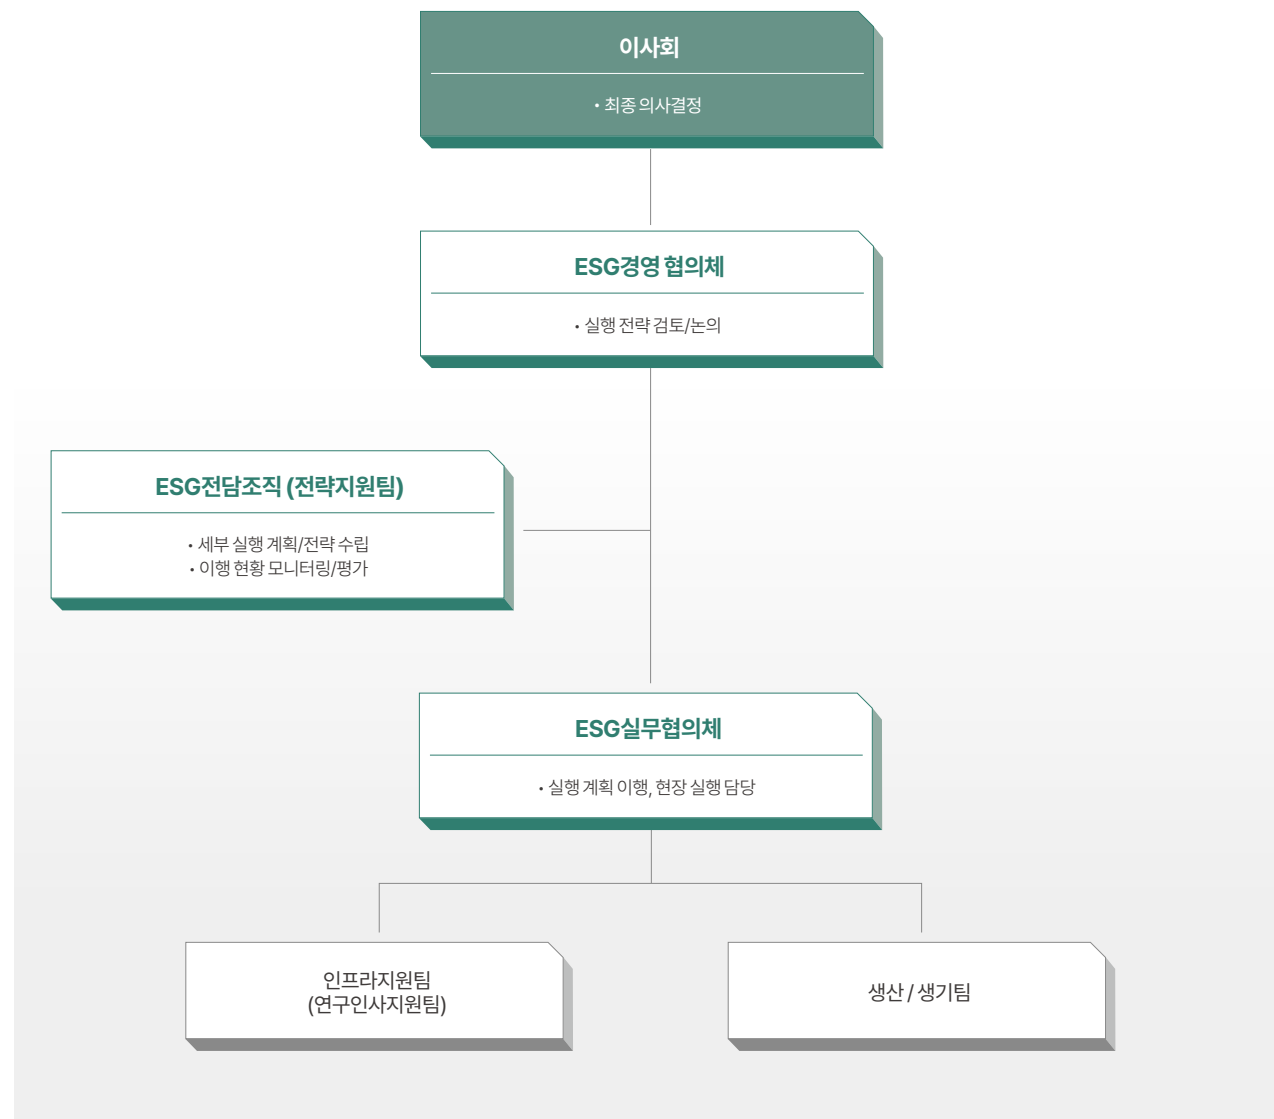 이사회
• 최종 의사결정
ESG경영 협의체
• 실행 전략 검토/논의
ESG전담조직 (전략지원팀)
• 세부 실행 계획/전략 수립
• 이행 현황 모니터링/평가
ESG실무협의체
• 실행 계획 이행, 현장 실행 담당
인프라지원팀
(연구인사지원팀)
생산 / 생기팀